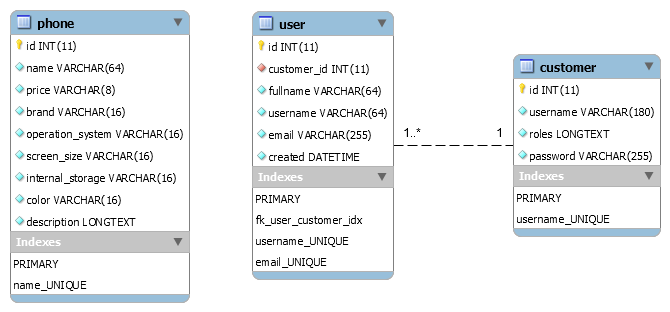 phone
id INT(11)
name VARCHAR(64)
price VARCHAR(8)
brand VARCHAR(16)
operation_system VARCHAR(16)
screen_size VARCHAR(16)
internal_storage VARCHAR(16)
color VARCHAR(16)
description LONGTEXT
Indexes
PRIMARY
name_UNIQUE
user
id INT(11)
customer_id INT(11)
fullname VARCHAR(64)
username VARCHAR(64)
email VARCHAR(255)
created DATETIME
Indexes
PRIMARY
fk_user_customer_idx
username_UNIQUE
email_UNIQUE
1..*
1
customer
id INT(11)
username VARCHAR(180)
roles LONGTEXT
password VARCHAR(255)
Indexes
PRIMARY
username_UNIQUE